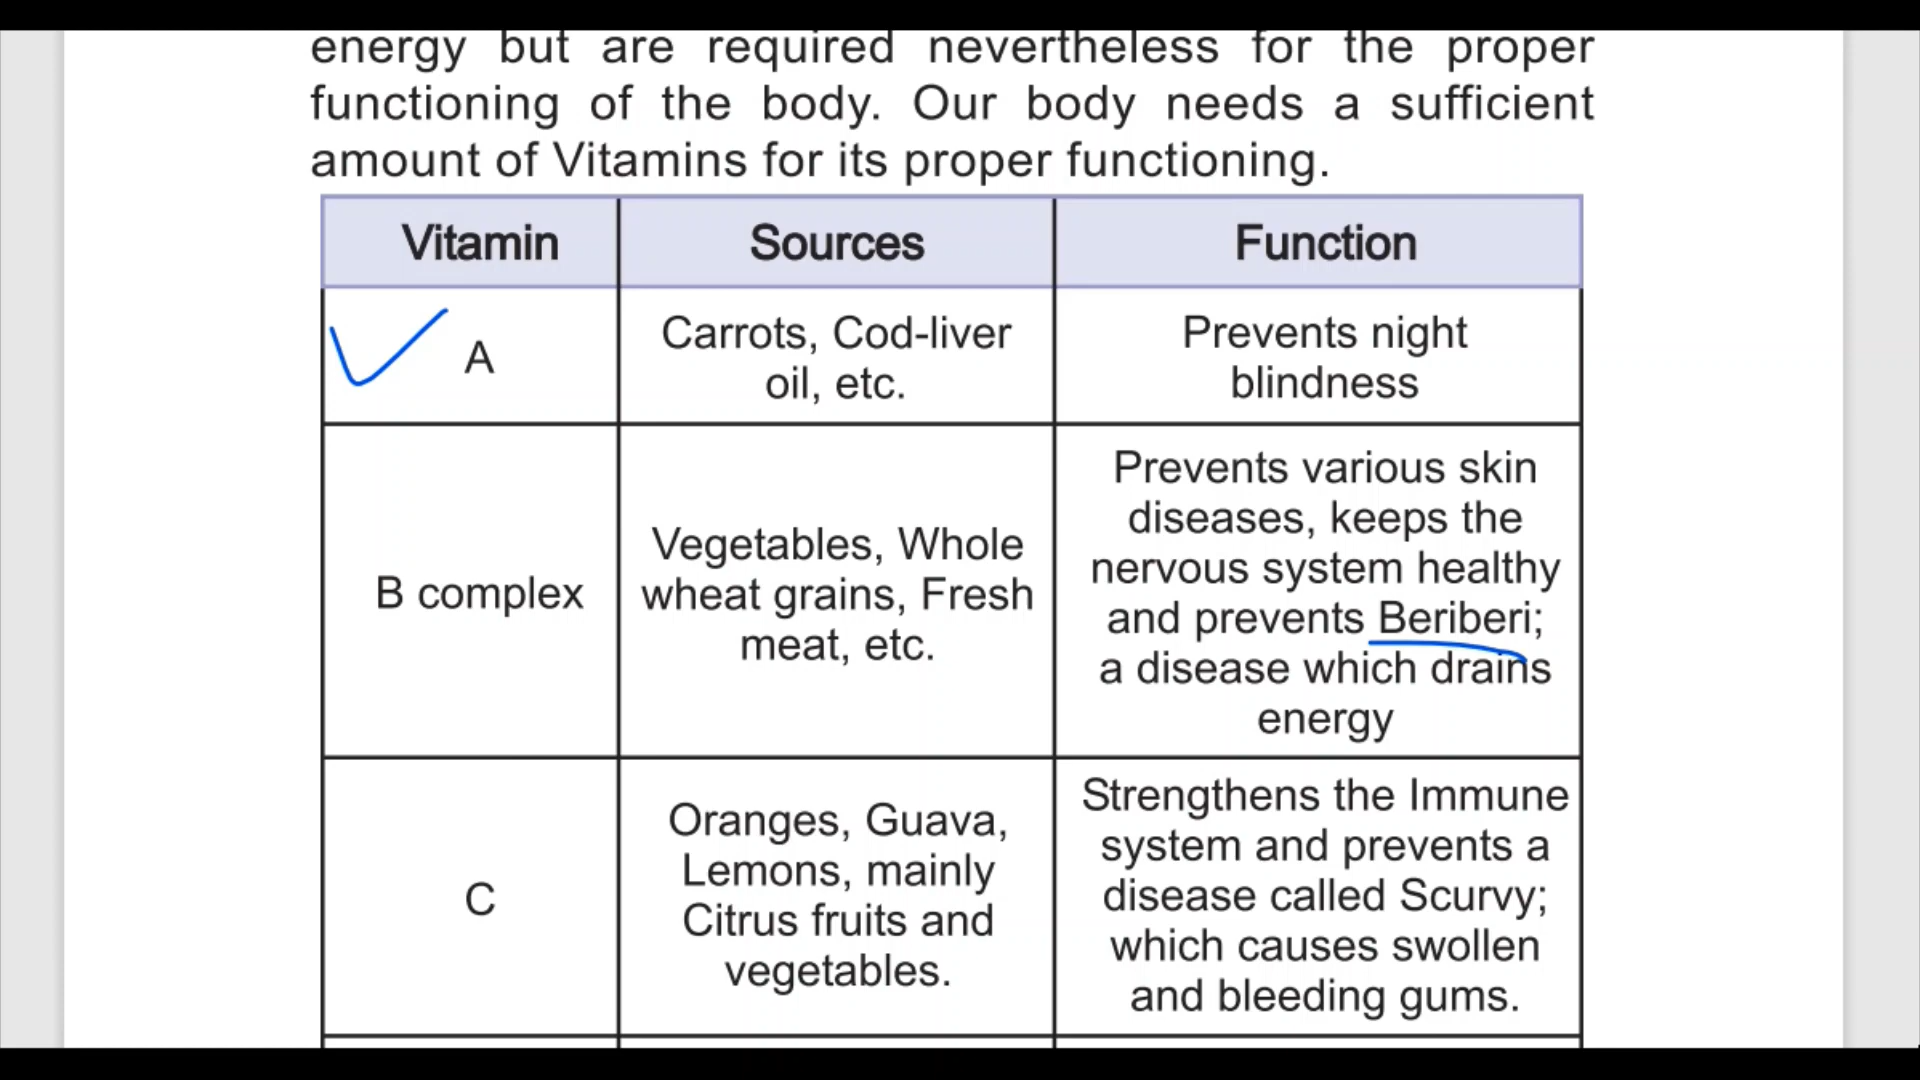 energy but are required nevertheless for the proper
functioning of the body. Our body needs a sufficient
amount of Vitamins for its proper functioning.
Vitamin Sources Function
A
Carrots, Cod-liver
oil, etc.
Prevents night
blindness
B complex
Vegetables, Whole
wheat grains, Fresh
meat, etc.
Prevents various skin
diseases, keeps the
nervous system healthy
and prevents Beriberi;
a disease which drains
energy
C
Oranges, Guava,
Lemons, mainly
Citrus fruits and
vegetables.
Strengthens the Immune
system and prevents a
disease called Scurvy;
which causes swollen
and bleeding gums.